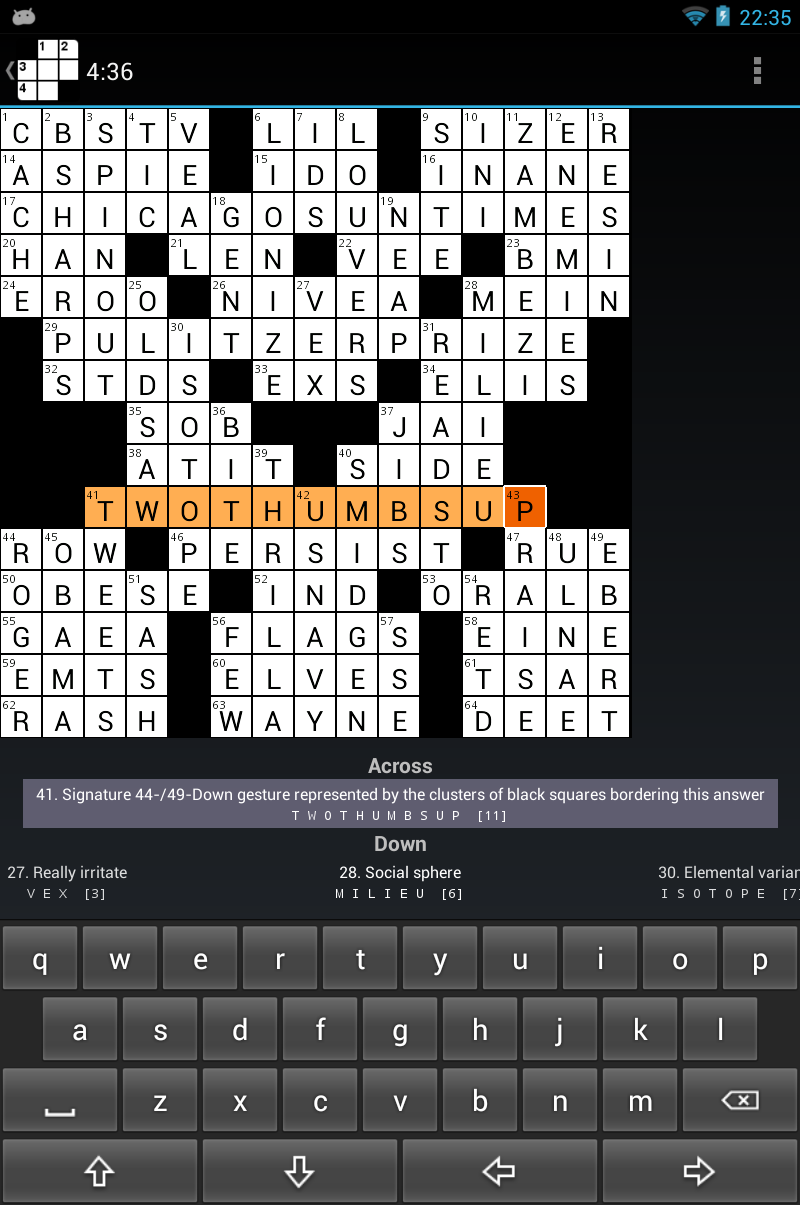 22:35
1 2 3 4 4:36
1 2 3 4 5 6 7 8 9 10 11 12 13
C B S T V L I L S I Z E R
14 15 16
A S P I E I D O I N A N E
17 18 19
C H I C A G O S U N T I M E S
20 21 22 23
H A N L E N V E E B M I
24 25 26 27 28
E R O O N I V E A M E I N
29 30 31
P U L I T Z E R P R I Z E
32 33 34
S T D S E X S E L I S
35 36 37
S O B J A I
38 39 40
A T I T S I D E
41 42 43
T W O T H U M B S U P
44 45 46 47 48 49
R O W P E R S I S T R U E
50 51 52 53 54
O B E S E I N D O R A L B
55 56 57 58
G A E A F L A G S E I N E
59 60 61
E M T S E L V E S T S A R
62 63 64
R A S H W A Y N E D E E T
Across
41. Signature 44-/49-Down gesture represented by the clusters of black squares bordering this answer
T W O T H U M B S U P [11]
Down
27. Really irritate 28. Social sphere 30. Elemental varian
V E X [3] M I L I E U [6] I S O T O P E [7]
q w e r t y u i o p
a s d f g h j k l
z x c v b n m